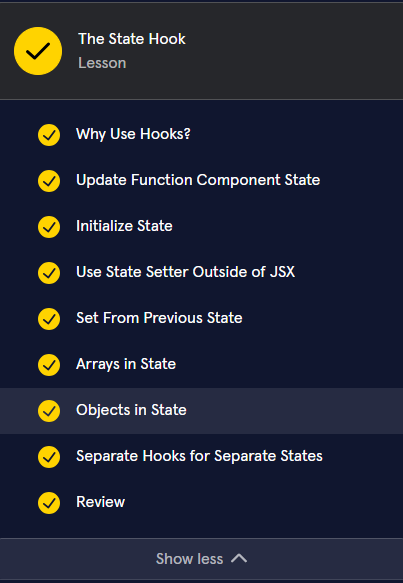 The State Hook
Lesson
Why Use Hooks?
Update Function Component State
Initialize State
Use State Setter Outside of JSX
Set From Previous State
Arrays in State
Objects in State
Separate Hooks for Separate States
Review
Show less